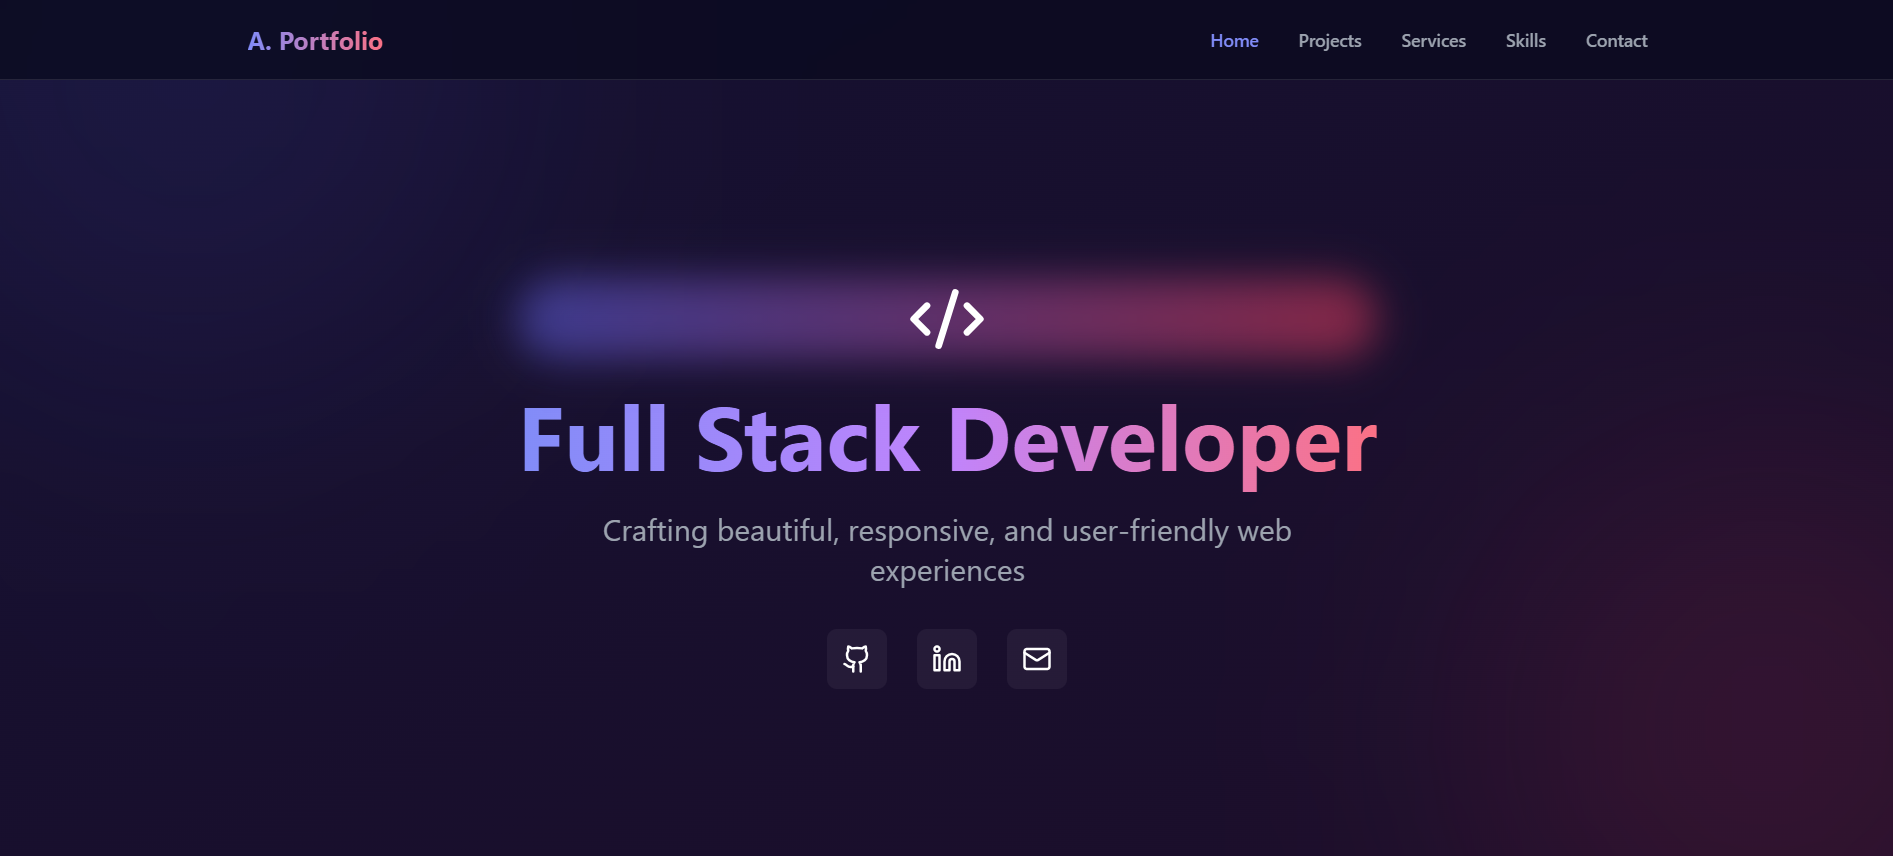 A. Portfolio
Home Projects Services Skills Contact
Full Stack Developer
Crafting beautiful, responsive, and user-friendly web
experiences